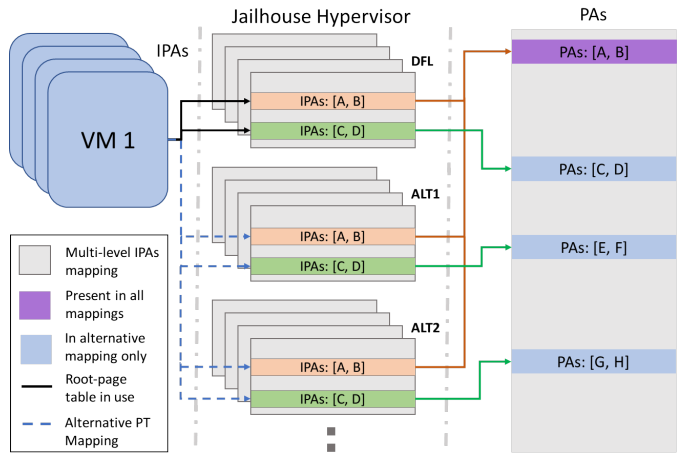 Jailhouse Hypervisor
PAs
IPAs
DFL
IPAs: [A, B]
IPAs: [C, D]
VM 1
ALT1
IPAs: [A, B]
IPAs: [C, D]
ALT2
IPAs: [A, B]
IPAs: [C, D]
PAs: [A, B]
PAs: [C, D]
PAs: [E, F]
PAs: [G, H]
Multi-level IPAs
mapping
Present in all
mappings
In alternative
mapping only
Root-page
table in use
Alternative PT
Mapping